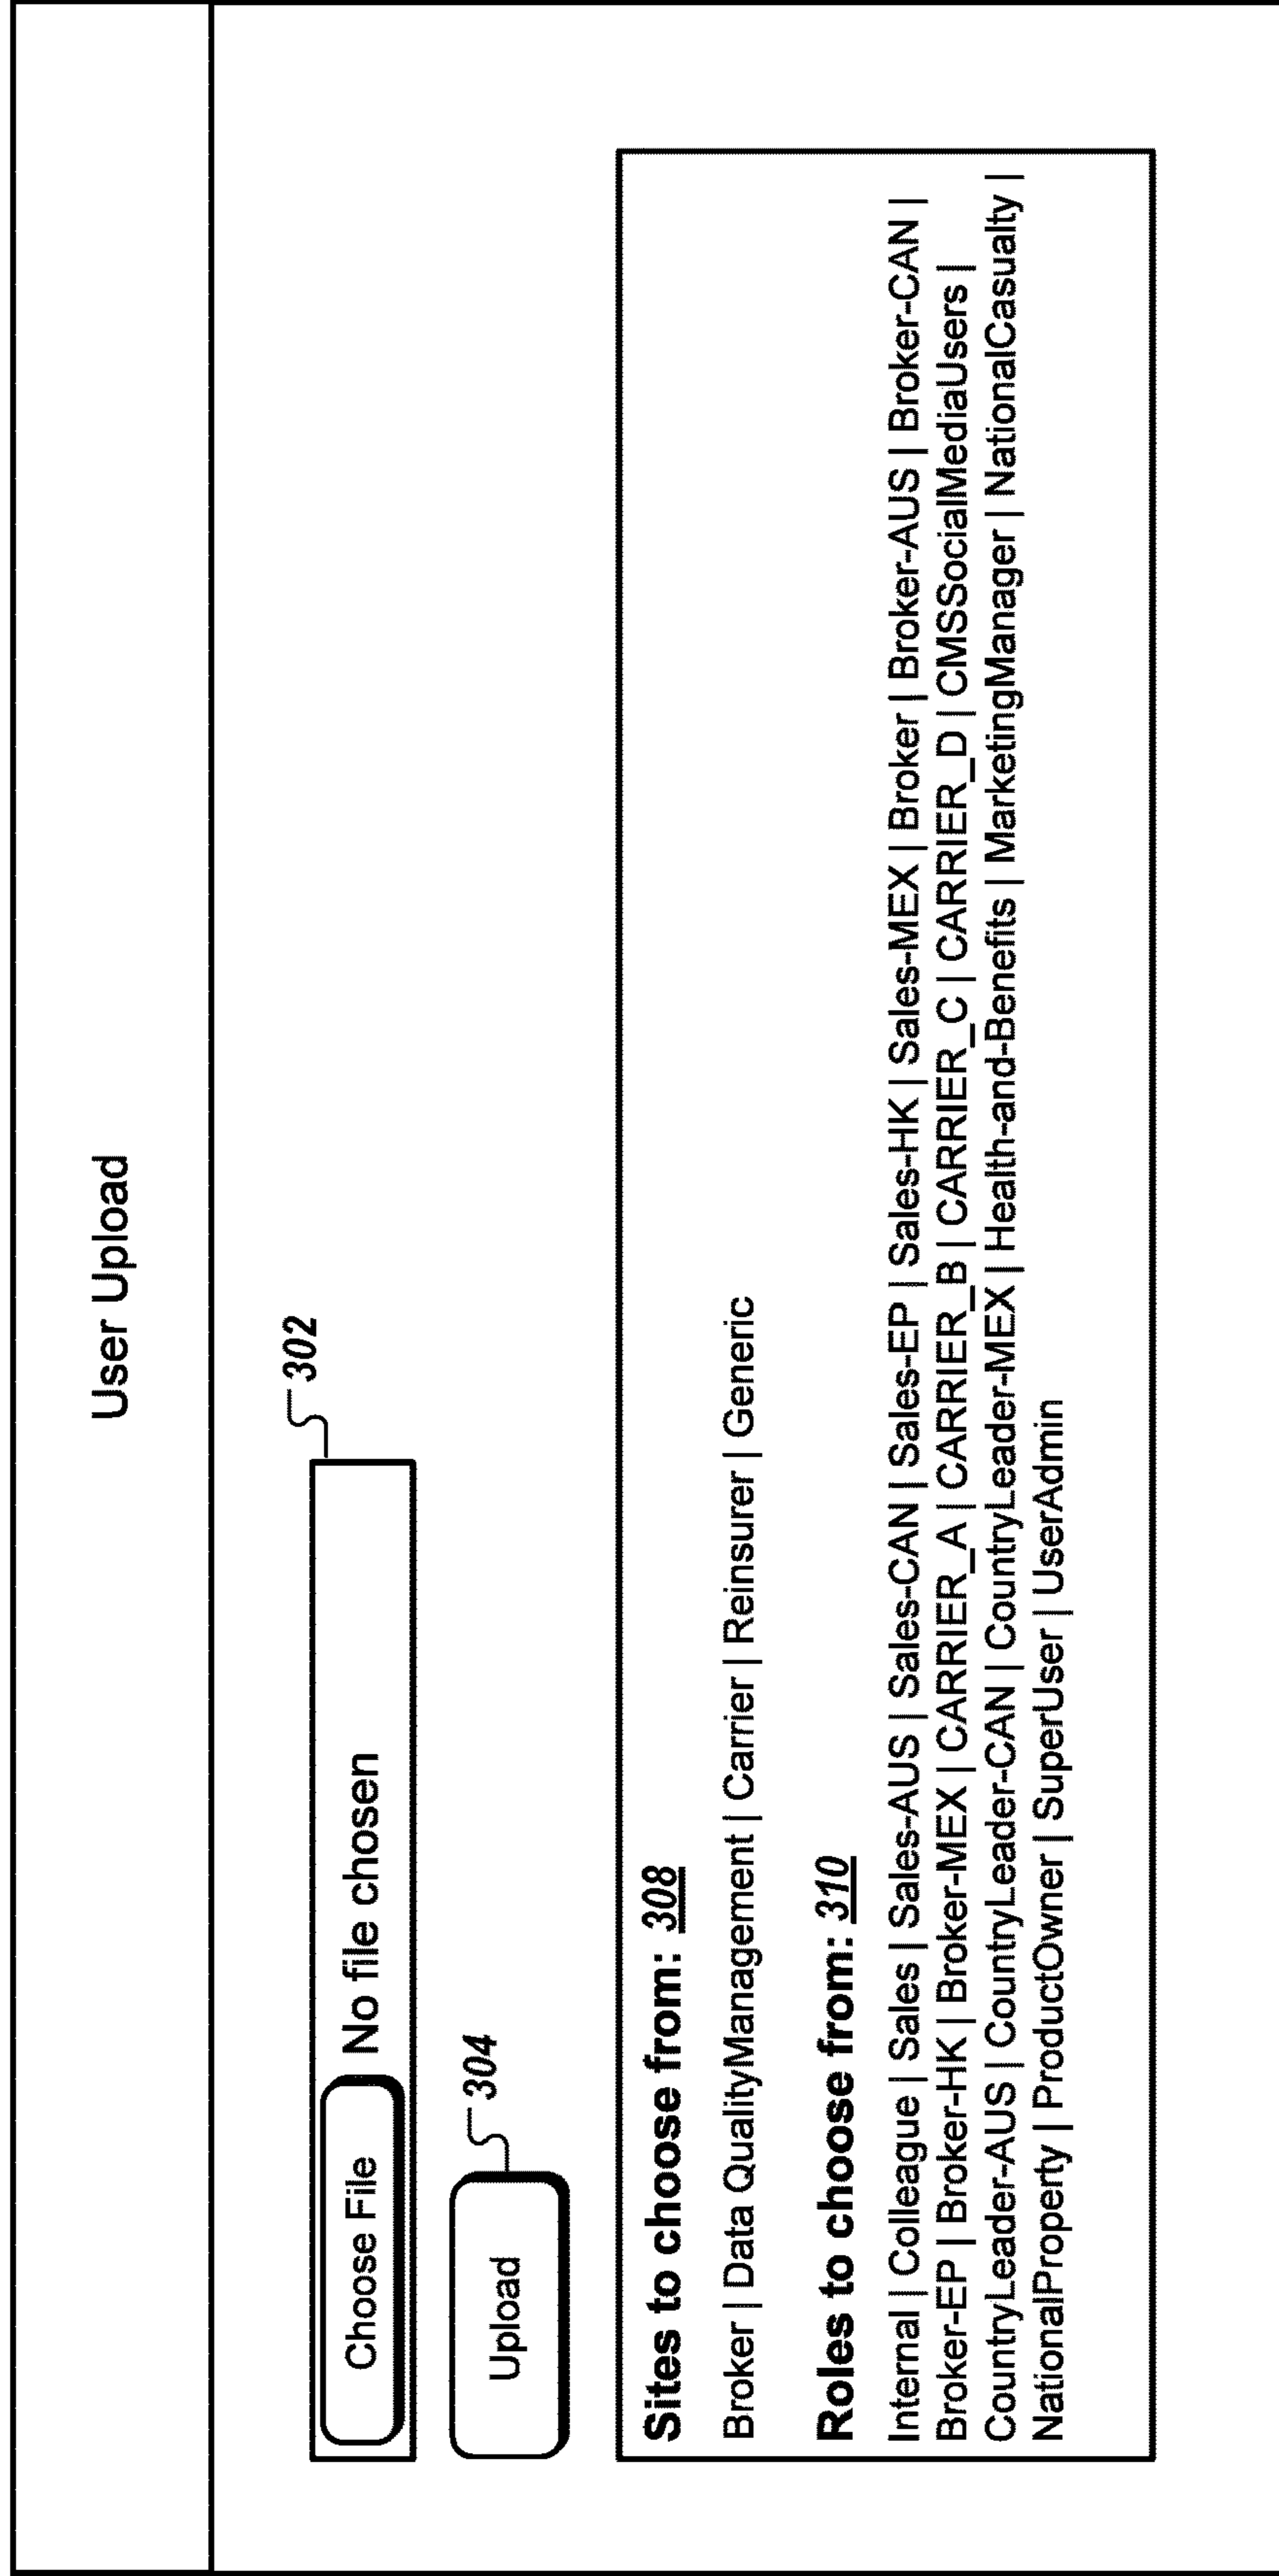 User Upload
Choose File No file chosen
302
Upload
304
Sites to choose from: 308
Broker | Data QualityManagement | Carrier | Reinsurer | Generic
Roles to choose from: 310
Internal | Colleague | Sales | Sales-AUS | Sales-CAN | Sales-EP | Sales-HK | Sales-MEX | Broker | Broker-AUS | Broker-CAN |
Broker-EP | Broker-HK | Broker-MEX | CARRIER_A | CARRIER_B | CARRIER_C | CARRIER_D | CMSSocialMediaUsers |
CountryLeader-AUS | CountryLeader-CAN | CountryLeader-MEX | Health-and-Benefits | MarketingManager | NationalCasualty |
NationalProperty | ProductOwner | SuperUser | UserAdmin